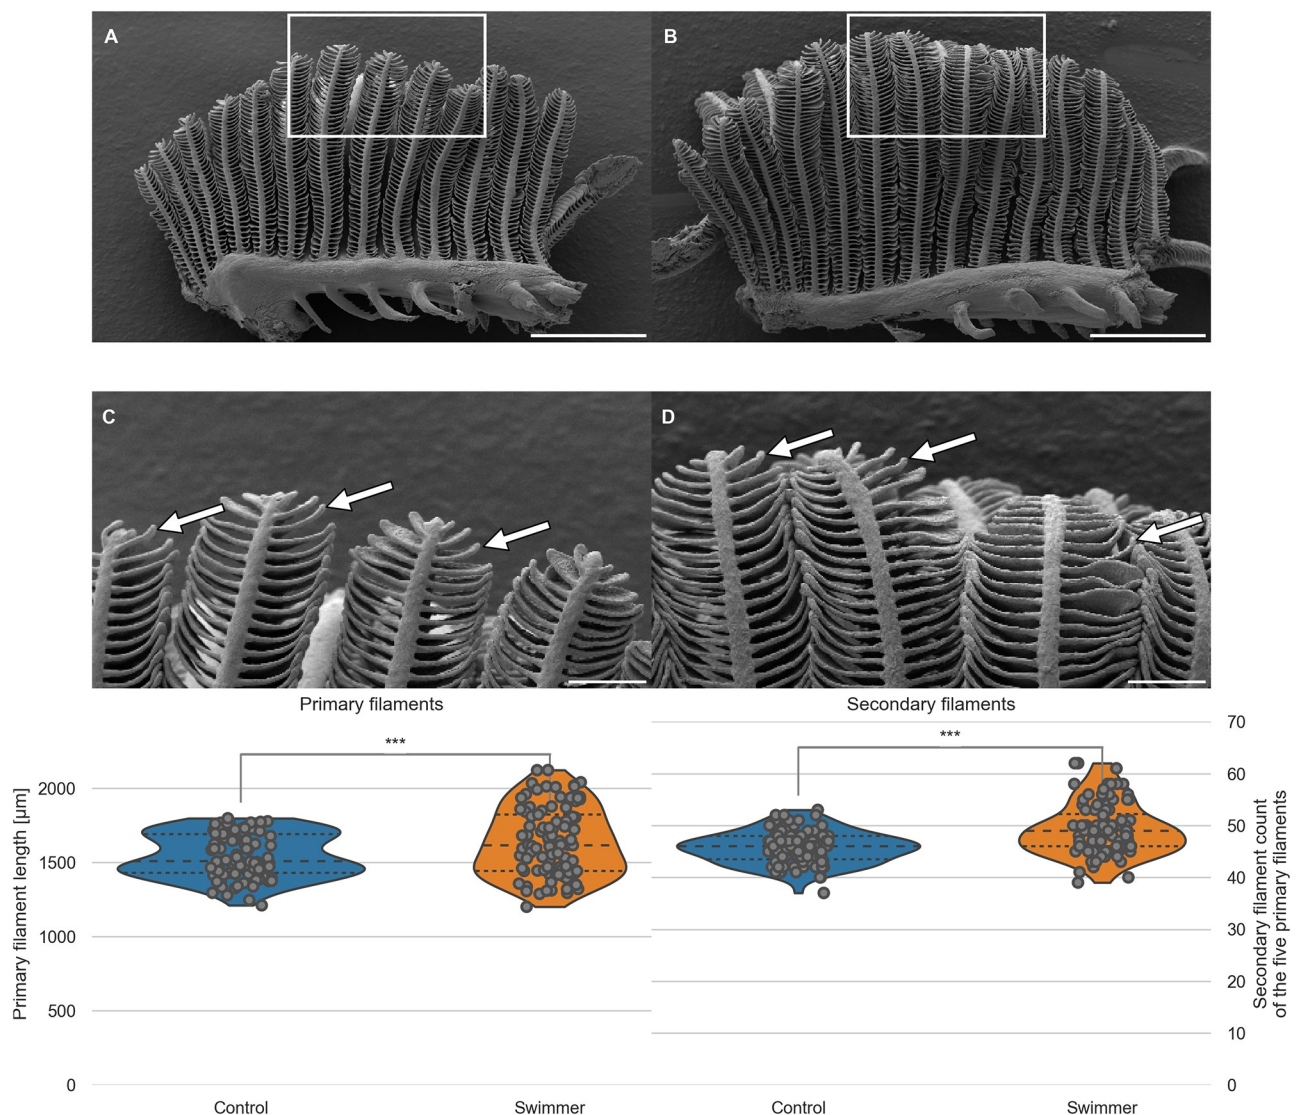 A
B
C
D
Primary filaments
Secondary filaments
***
***
Primary filament length [µm]
2000
1500
1000
500
0
70
60
50
40
30
20
10
0
Secondary filament count
of the five primary filaments
Control
Swimmer
Control
Swimmer